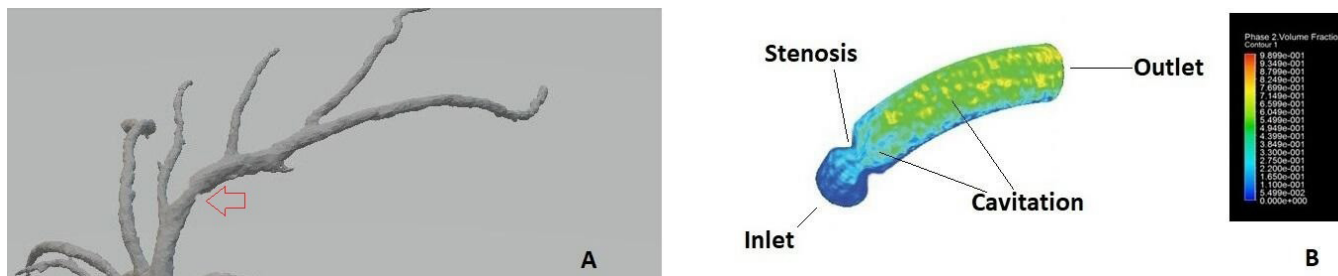 A
Stenosis
Outlet
Cavitation
Inlet
Phase 2.Volume Fractio
Contour 1
9.899e-001
9.349e-001
8.799e-001
8.249e-001
7.699e-001
7.149e-001
6.599e-001
6.049e-001
5.499e-001
4.949e-001
4.399e-001
3.849e-001
3.300e-001
2.750e-001
2.200e-001
1.650e-001
1.100e-001
5.499e-002
0.000e+000
B